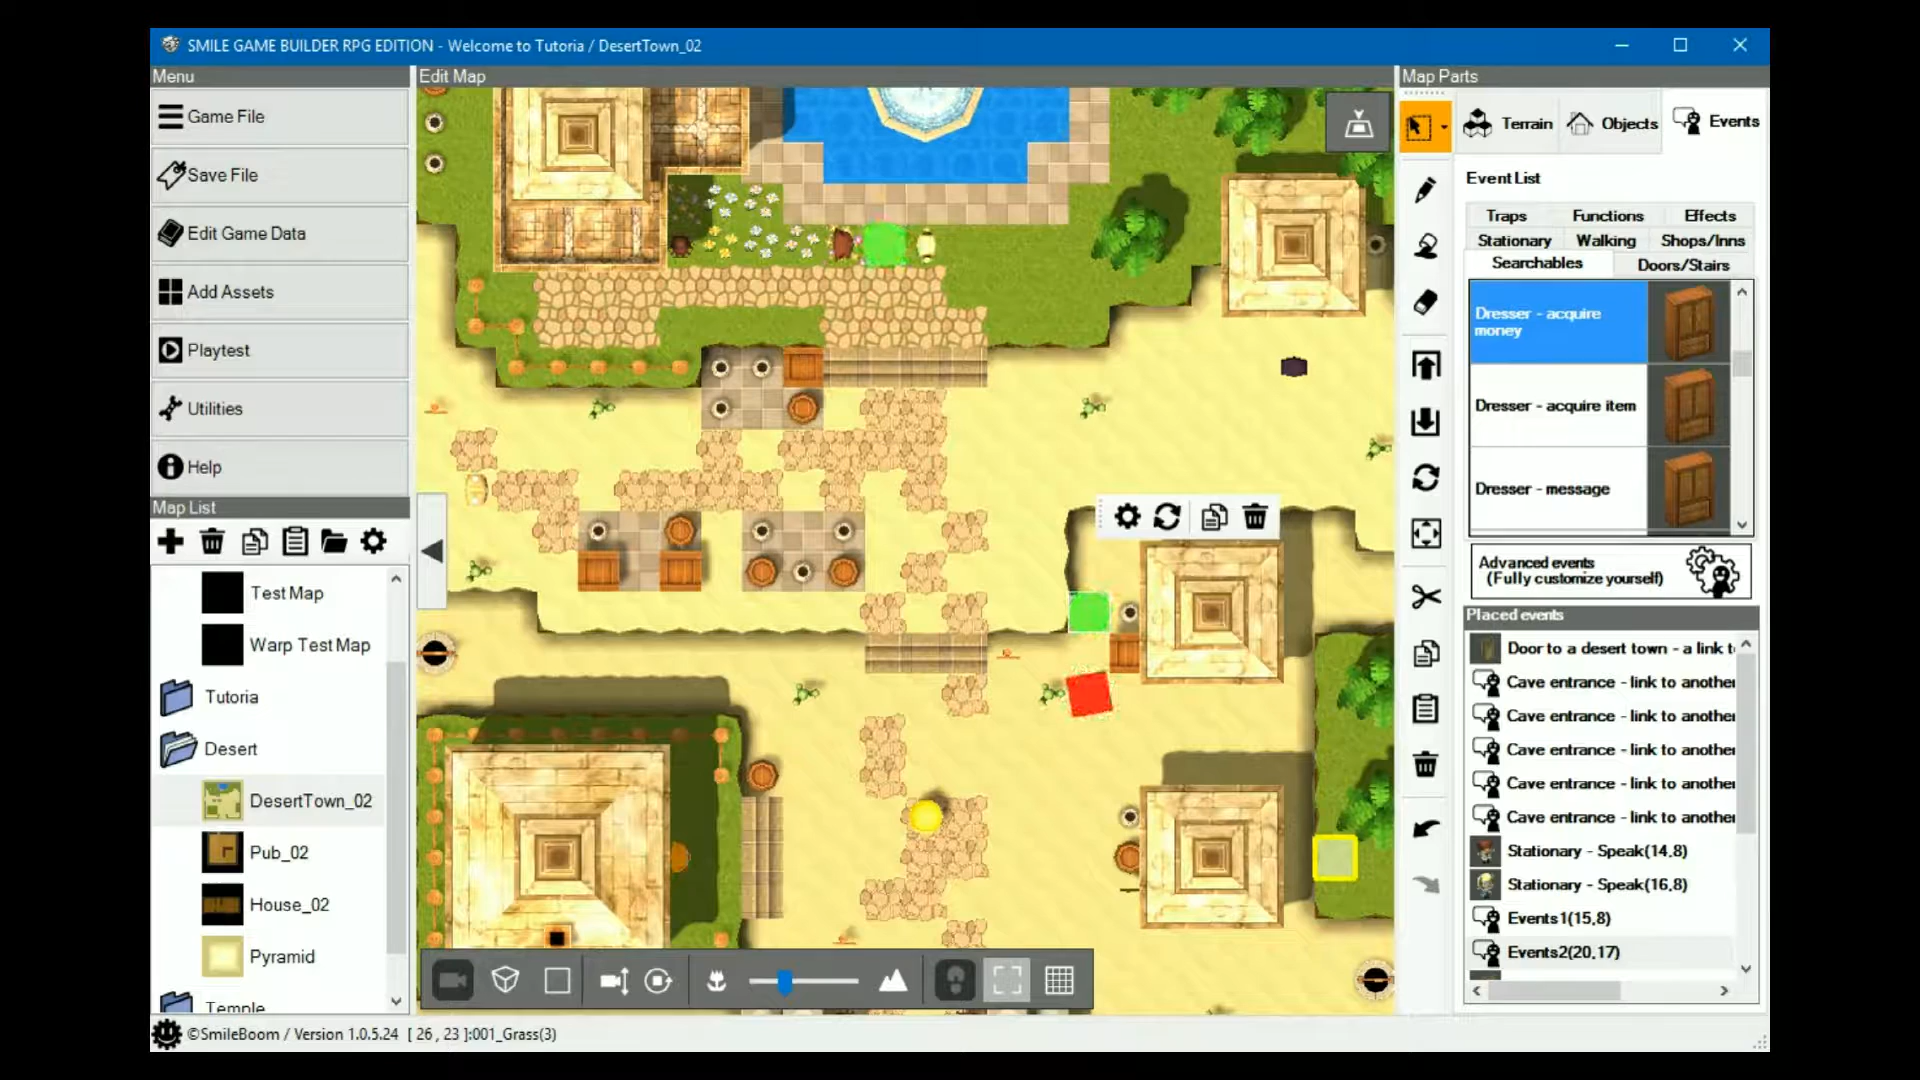 SMILE GAME BUILDER RPG EDITION - Welcome to Tutoria / DesertTown_02
Menu
Game File
Save File
Edit Game Data
Add Assets
Playtest
Utilities
Help
Map List
Test Map
Warp Test Map
Tutoria
Desert
DesertTown_02
Pub_02
House_02
Pyramid
Temple
Edit Map
Map Parts
Terrain
Objects
Events
Event List
Traps Functions Effects
Stationary Walking Shops/Inns
Searchables Doors/Stairs
Dresser - acquire
money
Dresser - acquire item
Dresser - message
Advanced events
(Fully customize yourself)
Placed events
Door to a desert town - a link t
Cave entrance - link to another
Cave entrance - link to another
Cave entrance - link to another
Cave entrance - link to another
Cave entrance - link to another
Stationary - Speak(14,8)
Stationary - Speak(16,8)
Events1(15,8)
Events2(20,17)
©SmileBoom / Version 1.0.5.24 [ 26 , 23 ]:001_Grass(3)